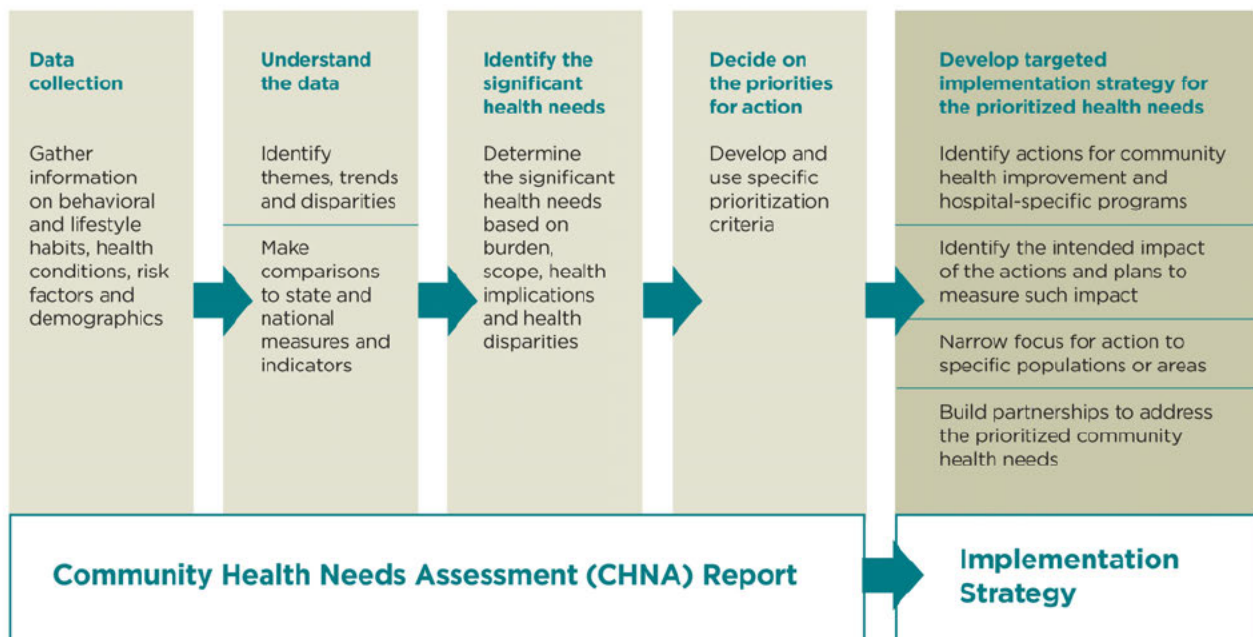 Data
collection
Gather
information
on behavioral
and lifestyle
habits, health
conditions, risk
factors and
demographics
Understand
the data
Identify
themes, trends
and disparities
Make
comparisons
to state and
national
measures and
indicators
Identify the
significant
health needs
Determine
the significant
health needs
based on
burden,
scope, health
implications
and health
disparities
Decide on
the priorities
for action
Develop and
use specific
prioritization
criteria
Develop targeted
implementation strategy for
the prioritized health needs
Identify actions for community
health improvement and
hospital-specific programs
Identify the intended impact
of the actions and plans to
measure such impact
Narrow focus for action to
specific populations or areas
Build partnerships to address
the prioritized community
health needs
Community Health Needs Assessment (CHNA) Report
Implementation
Strategy